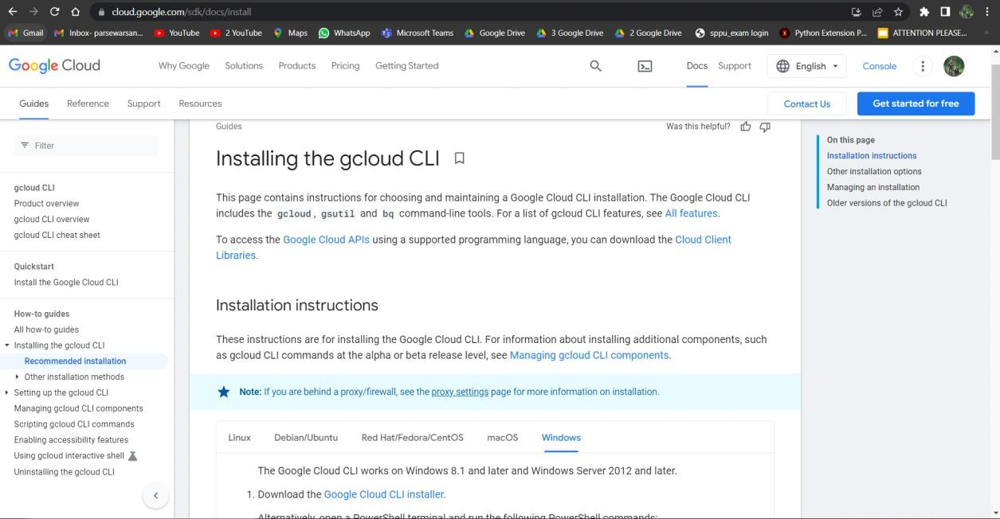 cloud.google.com/sdk/docs/install
Gmail
Inbox- parsewarsan...
YouTube
2 YouTube
Maps
WhatsApp
Microsoft Teams
Google Drive
3 Google Drive
2 Google Drive
sppu_exam login
Python Extension P...
ATTENTION PLEASE...
»
Google Cloud
Why Google
Solutions
Products
Pricing
Getting Started
Docs
Support
English
Console
Guides
Reference
Support
Resources
Contact Us
Get started for free
Filter
gcloud CLI
Product overview
gcloud CLI overview
gcloud CLI cheat sheet
Quickstart
Install the Google Cloud CLI
How-to guides
All how-to guides
Installing the gcloud CLI
Recommended installation
Other installation methods
Setting up the gcloud CLI
Managing gcloud CLI components
Scripting gcloud CLI commands
Enabling accessibility features
Using gcloud interactive shell
Uninstalling the gcloud CLI
Guides
Was this helpful?
Installing the gcloud CLI
This page contains instructions for choosing and maintaining a Google Cloud CLI installation. The Google Cloud CLI
includes the gcloud, gsutil and bq command-line tools. For a list of gcloud CLI features, see All features.
To access the Google Cloud APIs using a supported programming language, you can download the Cloud Client
Libraries.
Installation instructions
These instructions are for installing the Google Cloud CLI. For information about installing additional components, such
as gcloud CLI commands at the alpha or beta release level, see Managing gcloud CLI components.
Note: If you are behind a proxy/firewall, see the proxy settings page for more information on installation.
Linux
Debian/Ubuntu
Red Hat/Fedora/CentOS
macOS
Windows
The Google Cloud CLI works on Windows 8.1 and later and Windows Server 2012 and later.
1. Download the Google Cloud CLI installer.
Alternatively, open a PowerShell terminal and run the following PowerShell commands:
On this page
Installation instructions
Other installation options
Managing an installation
Older versions of the gcloud CLI